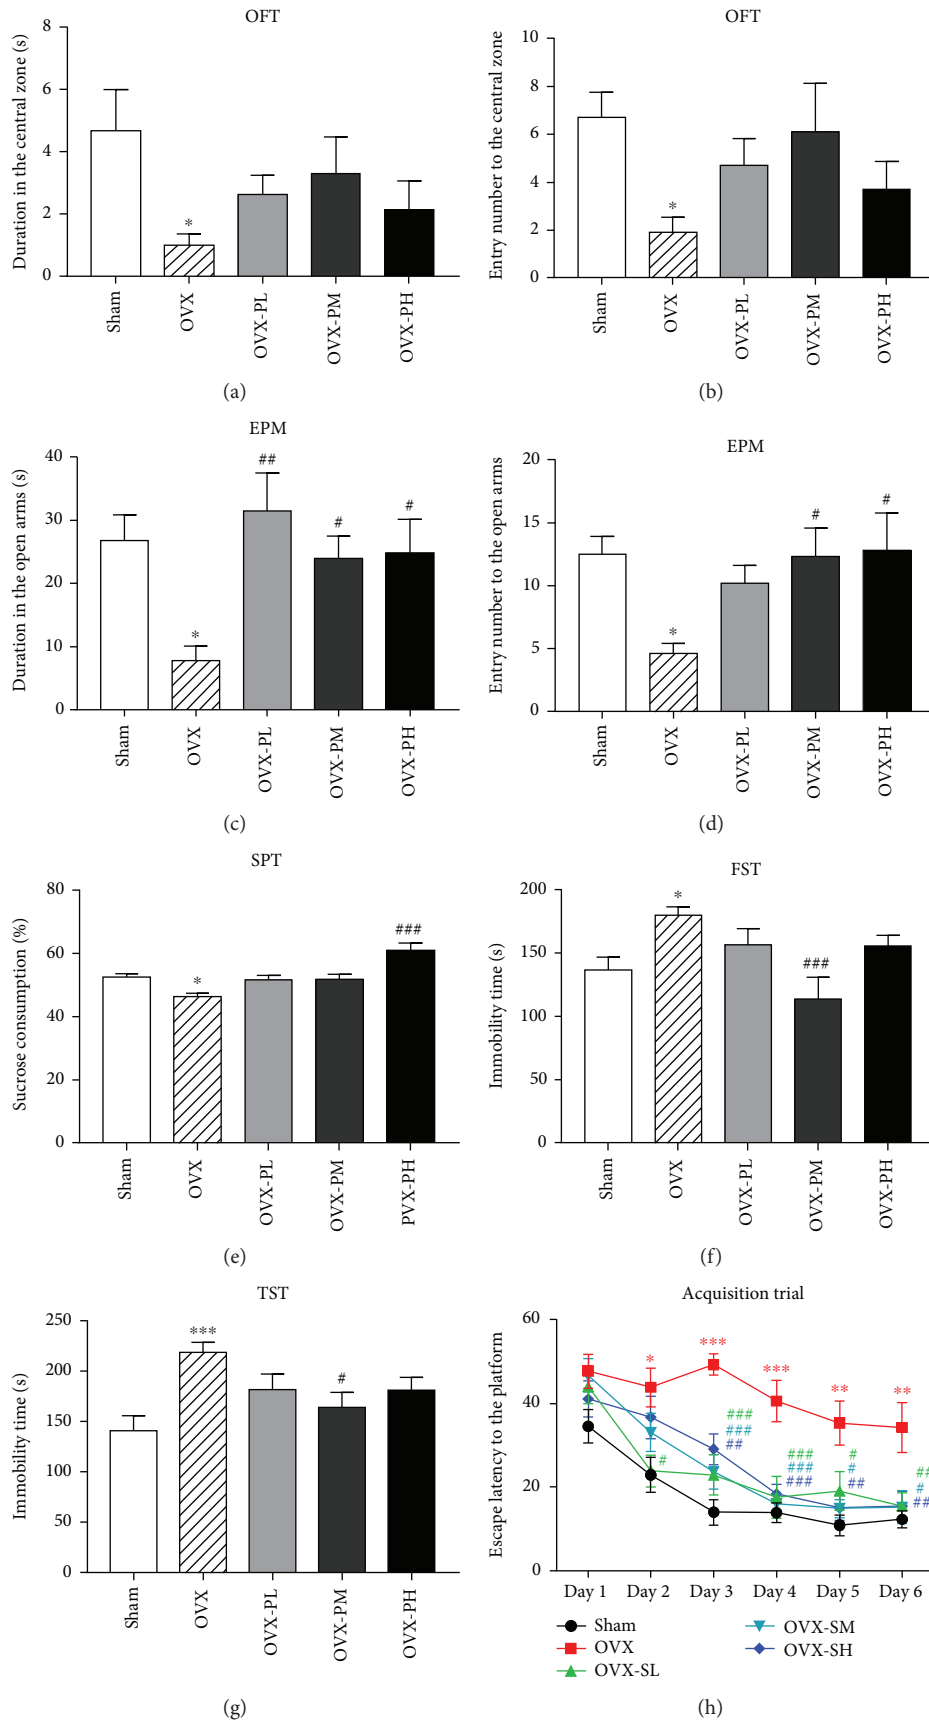 OFT
Duration in the central zone (s)
8
6
4
2
0
*
Sham
OVX
OVX-PL
OVX-PM
OVX-PH
(a)
OFT
Entry number to the central zone
10
8
6
4
2
0
*
Sham
OVX
OVX-PL
OVX-PM
OVX-PH
(b)
EPM
Duration in the open arms (s)
40
30
20
10
0
*
##
#
#
Sham
OVX
OVX-PL
OVX-PM
OVX-PH
(c)
EPM
Entry number to the open arms
20
15
10
5
0
*
#
#
Sham
OVX
OVX-PL
OVX-PM
OVX-PH
(d)
SPT
Sucrose consumption (%)
80
60
40
20
0
*
###
Sham
OVX
OVX-PL
OVX-PM
PVX-PH
(e)
FST
Immobility time (s)
200
150
100
50
0
*
###
Sham
OVX
OVX-PL
OVX-PM
OVX-PH
(f)
TST
Immobility time (s)
250
200
150
100
50
0
***
#
Sham
OVX
OVX-PL
OVX-PM
OVX-PH
(g)
Acquisition trial
Escape latency to the platform
60
40
20
0
*
***
***
**
**
#
###
###
##
###
###
###
#
#
##
##
#
##
Day 1 Day 2 Day 3 Day 4 Day 5 Day 6
Sham
OVX
OVX-SL
OVX-SM
OVX-SH
(h)